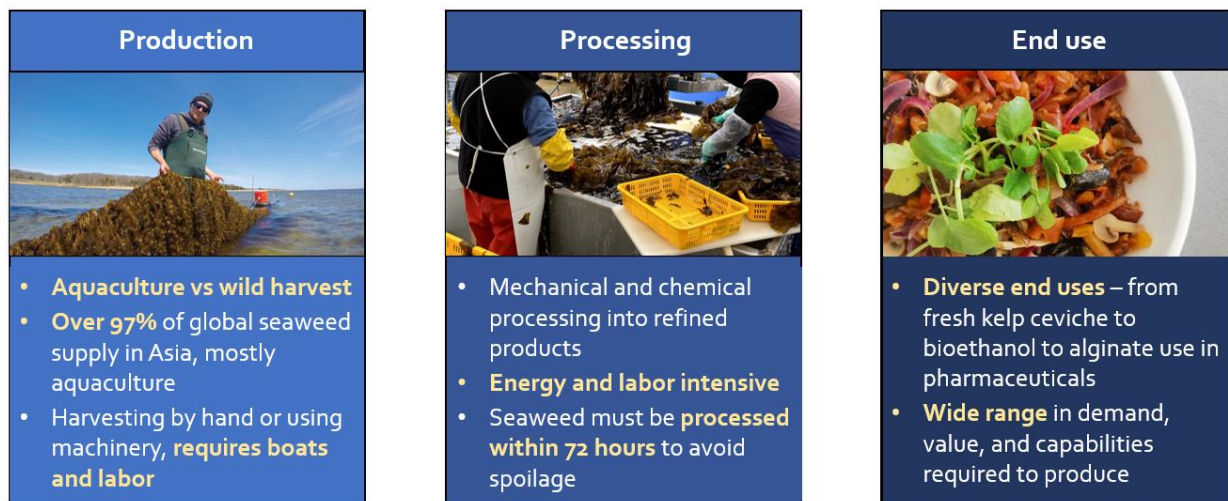 Production
• Aquaculture vs wild harvest
• Over 97% of global seaweed
supply in Asia, mostly
aquaculture
• Harvesting by hand or using
machinery, requires boats
and labor
Processing
• Mechanical and chemical
processing into refined
products
• Energy and labor intensive
• Seaweed must be processed
within 72 hours to avoid
spoilage
End use
• Diverse end uses – from
fresh kelp ceviche to
bioethanol to alginate use in
pharmaceuticals
• Wide range in demand,
value, and capabilities
required to produce